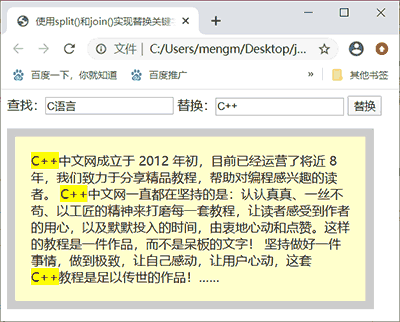 使用split()和join()实现替换关键
文件 | C:/Users/mengm/Desktop/j...
百度一下，你就知道 百度推广 » 其他书签
查找： C语言 替换： C++ 替换
C++中文网成立于 2012 年初，目前已经运营了将近 8
年，我们致力于分享精品教程，帮助对编程感兴趣的读
者。 C++中文网一直都在坚持的是：认认真真、一丝不
苟、以工匠的精神来打磨每一套教程，让读者感受到作者
的用心，以及默默投入的时间，由衷地心动和点赞。这样
的教程是一件作品，而不是呆板的文字！ 坚持做好一件
事情，做到极致，让自己感动，让用户心动，这套
C++教程是足以传世的作品！……